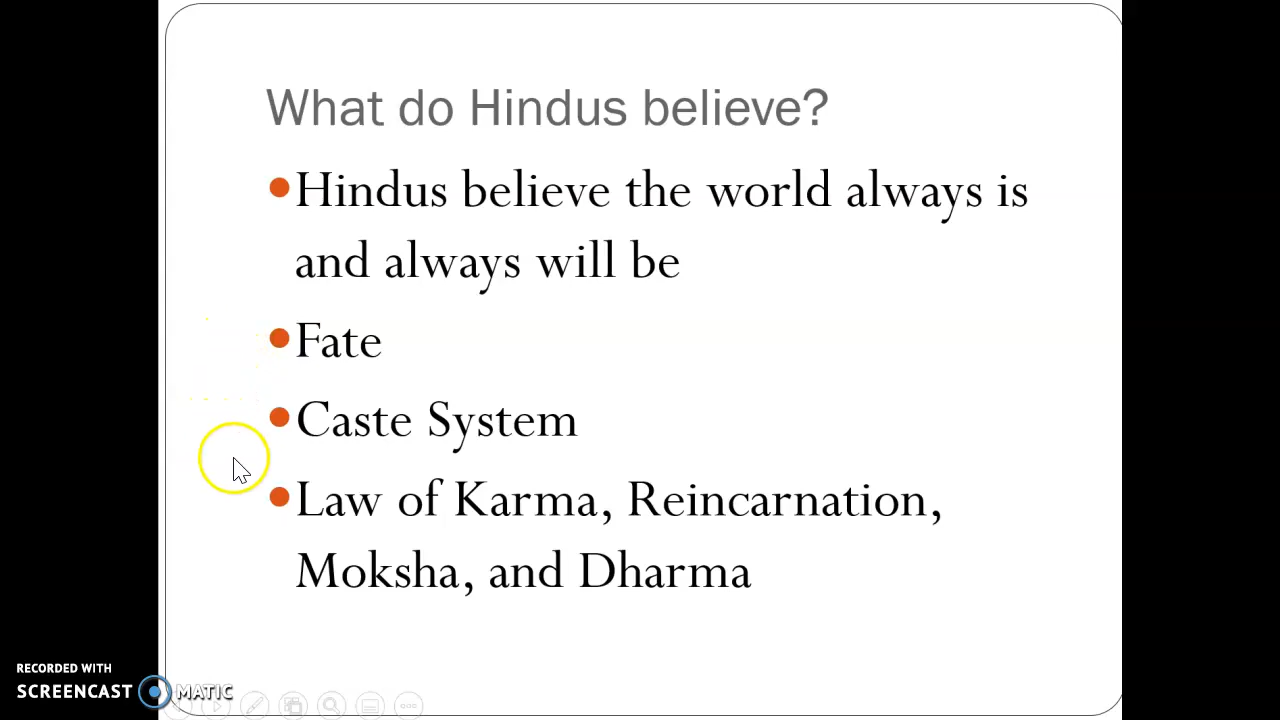 What do Hindus believe?
Hindus believe the world always is
and always will be
Fate
Caste System
Law of Karma, Reincarnation,
Moksha, and Dharma
RECORDED WITH
SCREENCAST MATIC